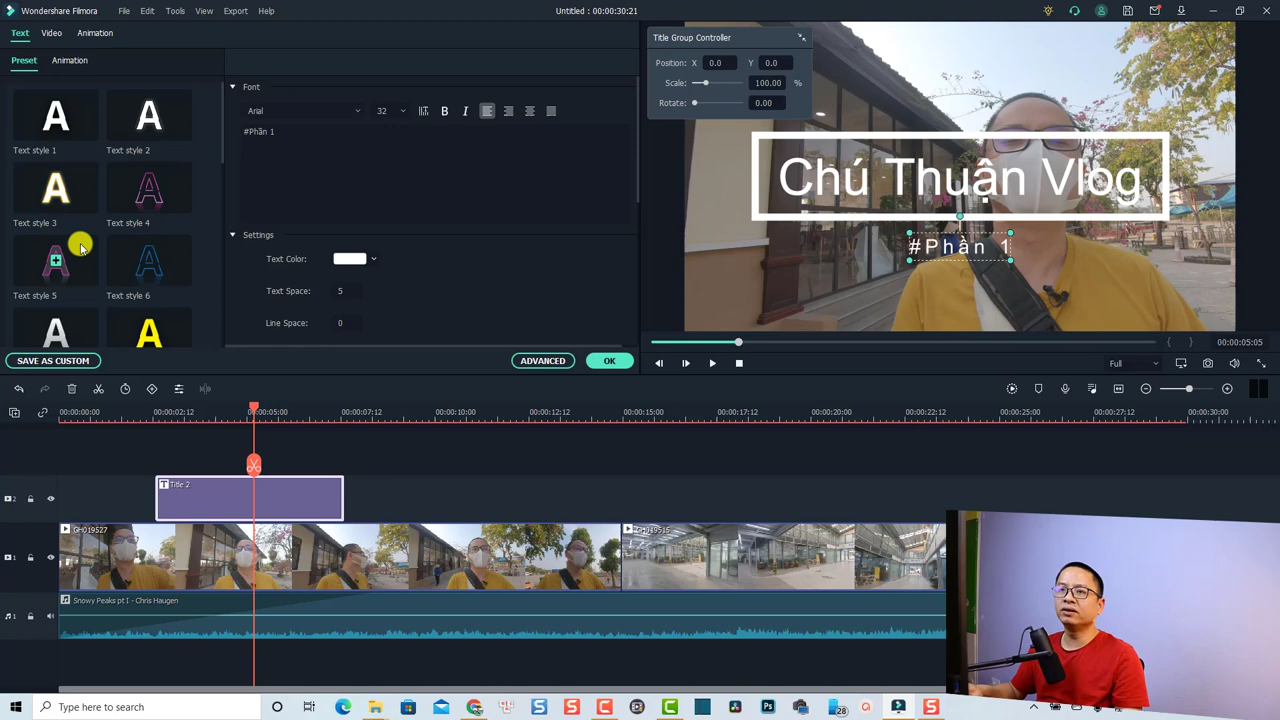 Wondershare Filmora
File
Edit
Tools
View
Export
Help
Untitled : 00:00:30:21
Text
Video
Animation
Preset
Animation
A
Text style 1
A
Text style 2
A
Text style 3
A
Text style 4
A
Text style 5
A
Text style 6
A
A
Font
Arial
32
B
I
#Phần 1
Settings
Text Color:
Text Space:
5
Line Space:
0
SAVE AS CUSTOM
ADVANCED
OK
Title Group Controller
Position:
X
0.0
Y
0.0
Scale:
100.00
%
Rotate:
0.00
Chú Thuận Vlog
#Phần 1
00:00:05:05
Full
00:00:00:00
00:00:02:12
00:00:05:00
00:00:07:12
00:00:10:00
00:00:12:12
00:00:15:00
00:00:17:12
00:00:20:00
00:00:22:12
00:00:25:00
00:00:27:12
00:00:30:00
2
T
Title 2
1
GH019527
1
Snowy Peaks pt I - Chris Haugen
Type here to search
28